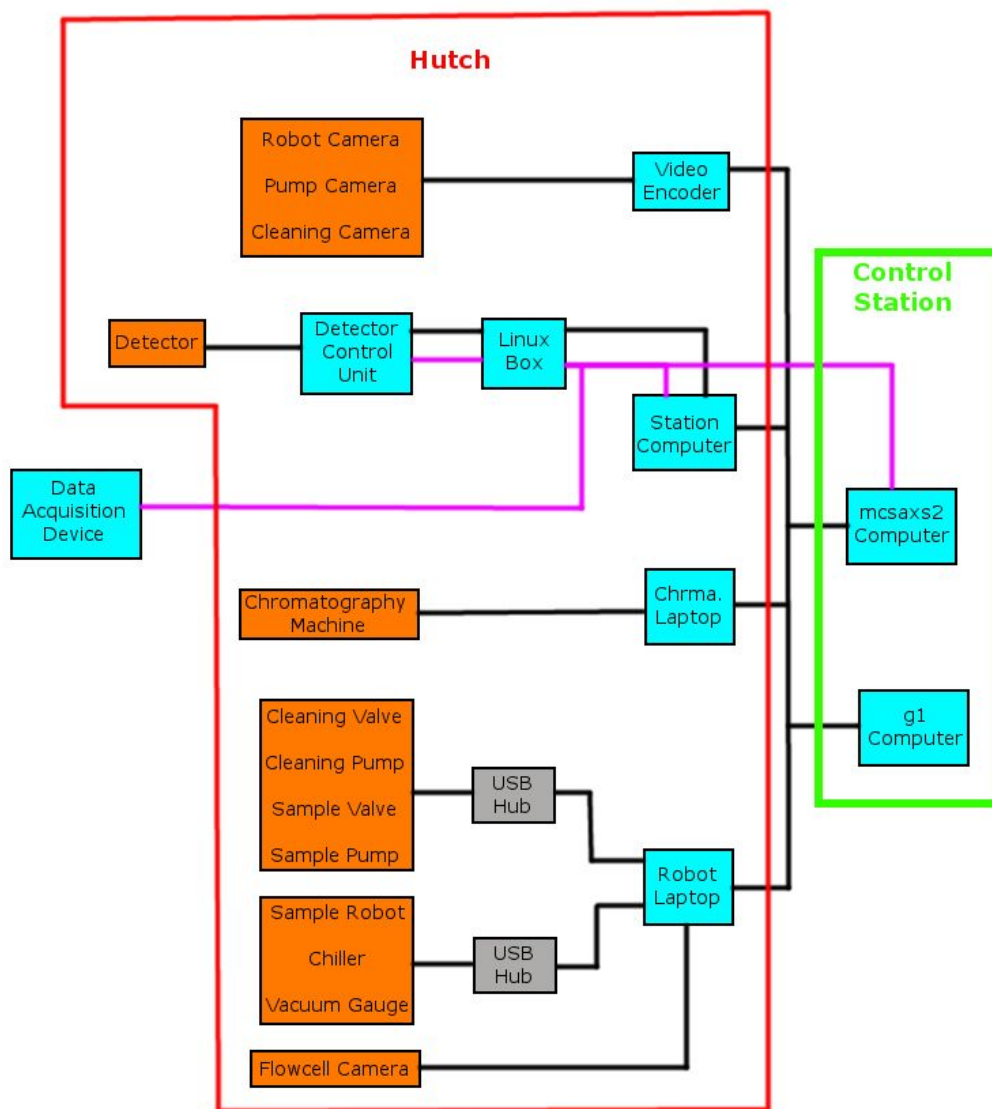 Hutch
Robot Camera
Pump Camera
Cleaning Camera
Video
Encoder
Control
Station
Detector
Detector
Control
Unit
Linux
Box
Station
Computer
Data
Acquisition
Device
mcsaxs2
Computer
Chromatography
Machine
Chrma.
Laptop
Cleaning Valve
Cleaning Pump
Sample Valve
Sample Pump
USB
Hub
g1
Computer
Robot
Laptop
Sample Robot
Chiller
Vacuum Gauge
USB
Hub
Flowcell Camera